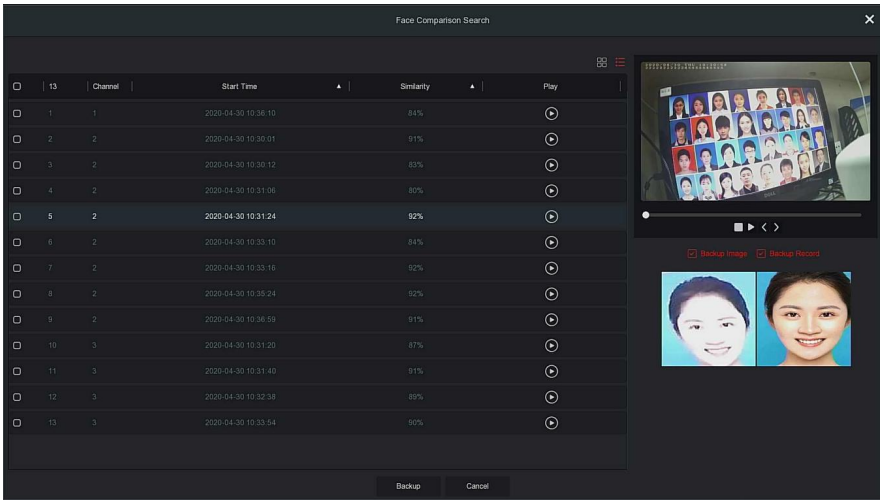 Face Comparison Search
13 Channel Start Time Similarity Play
1 1 2020-04-30 10:36:10 84%
2 2 2020-04-30 10:30:01 91%
3 2 2020-04-30 10:30:12 83%
4 2 2020-04-30 10:31:06 80%
5 2 2020-04-30 10:31:24 92%
6 2 2020-04-30 10:33:10 84%
7 2 2020-04-30 10:33:16 92%
8 2 2020-04-30 10:35:24 92%
9 2 2020-04-30 10:36:59 91%
10 3 2020-04-30 10:31:20 87%
11 3 2020-04-30 10:31:40 91%
12 3 2020-04-30 10:32:38 89%
13 3 2020-04-30 10:33:54 90%
DELL
Backup Image Backup Record
Backup Cancel